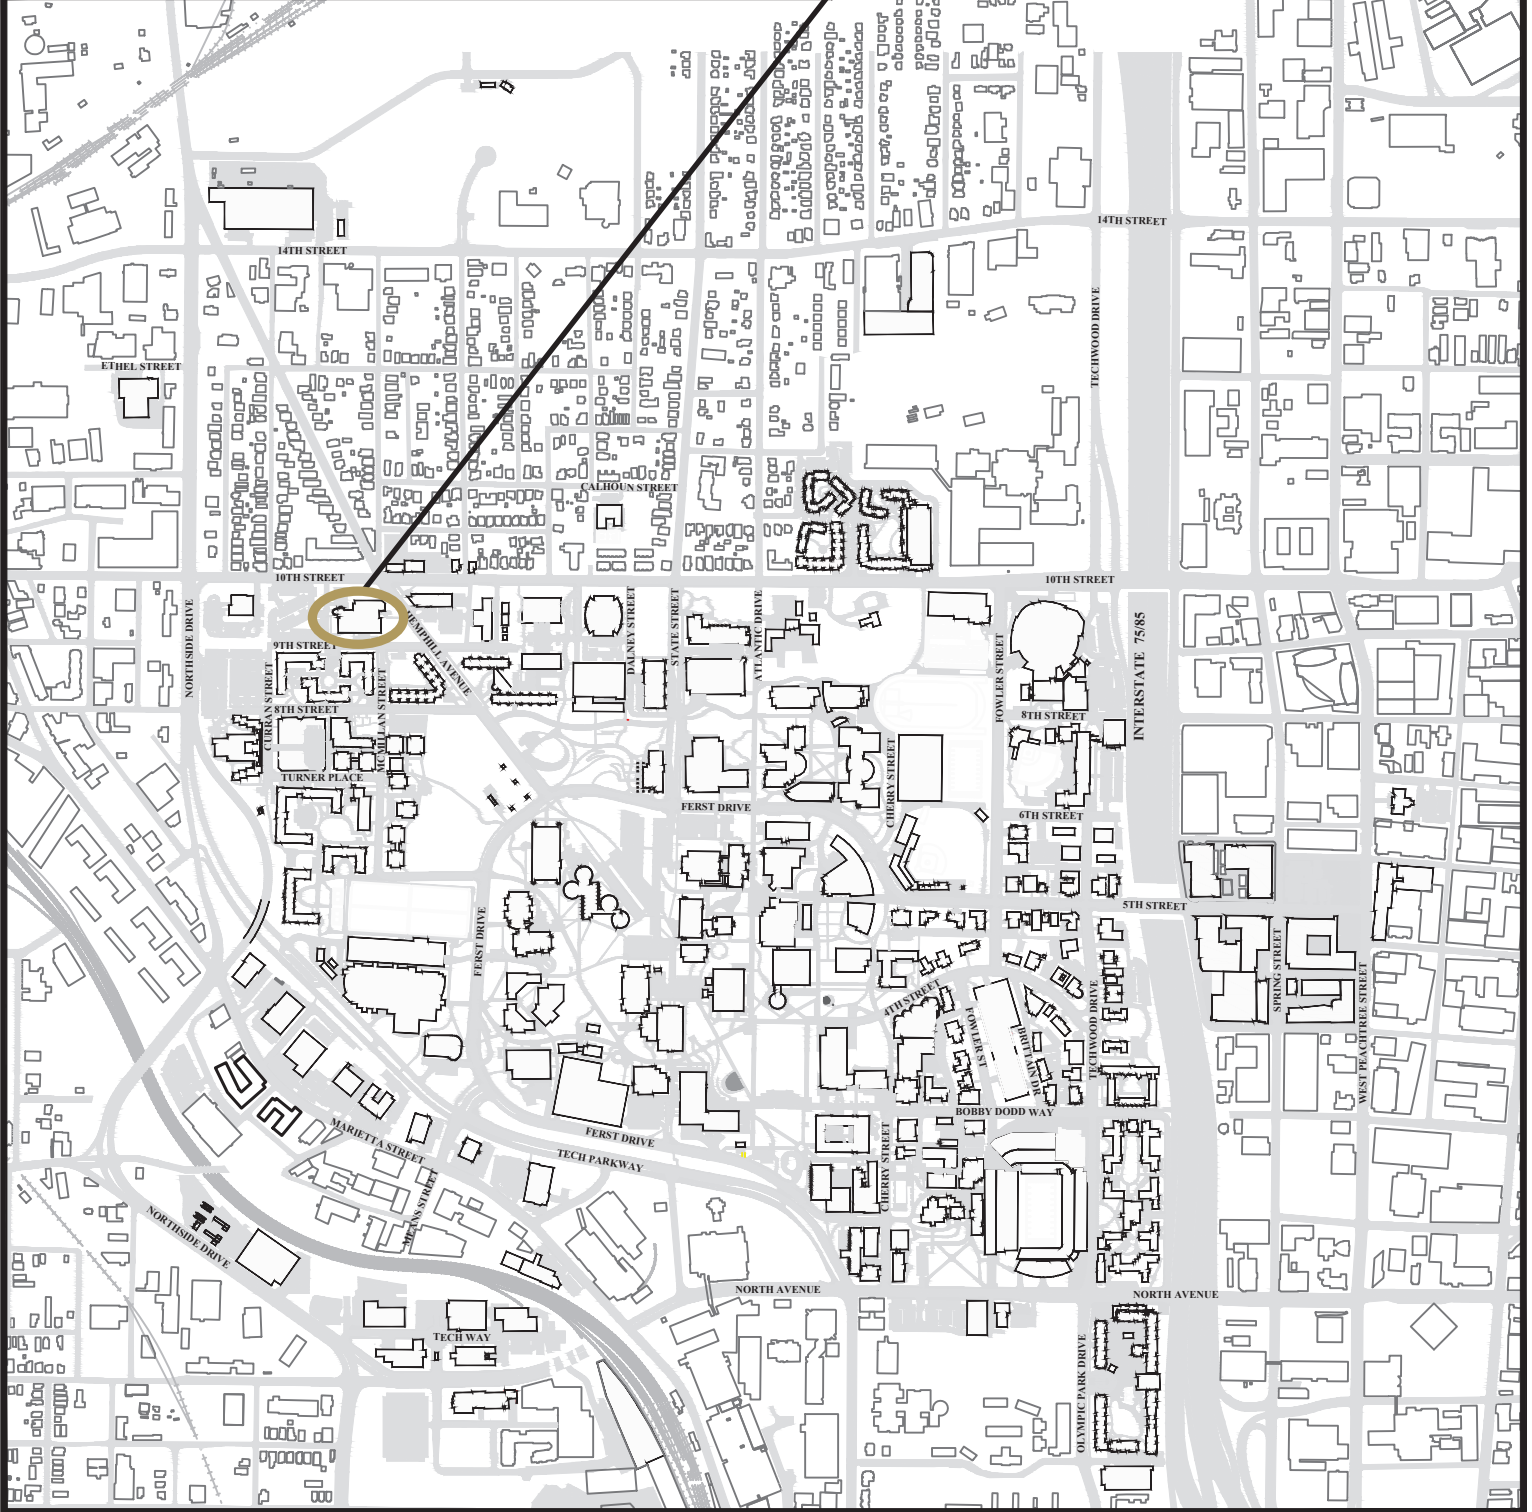 14TH STREET
14TH STREET
TECHWOOD DRIVE
ETHEL STREET
CALHOUN STREET
10TH STREET
10TH STREET
NORTHSIDE DRIVE
9TH STREET
HEMPHILL AVENUE
DALNEY STREET
STATE STREET
ATLANTIC DRIVE
FOWLER STREET
INTERSTATE 75/85
CURRAN STREET
MCMILLAN STREET
8TH STREET
8TH STREET
TURNER PLACE
CHERRY STREET
FERST DRIVE
6TH STREET
5TH STREET
FERST DRIVE
SPRING STREET
WEST PEACHTREE STREET
4TH STREET
FOWLER ST
BRITTAIN DR
TECHWOOD DRIVE
BOBBY DODD WAY
MARIETTA STREET
FERST DRIVE
TECH PARKWAY
CHERRY STREET
MEANS STREET
NORTHSIDE DRIVE
NORTH AVENUE
NORTH AVENUE
TECH WAY
OLYMPIC PARK DRIVE